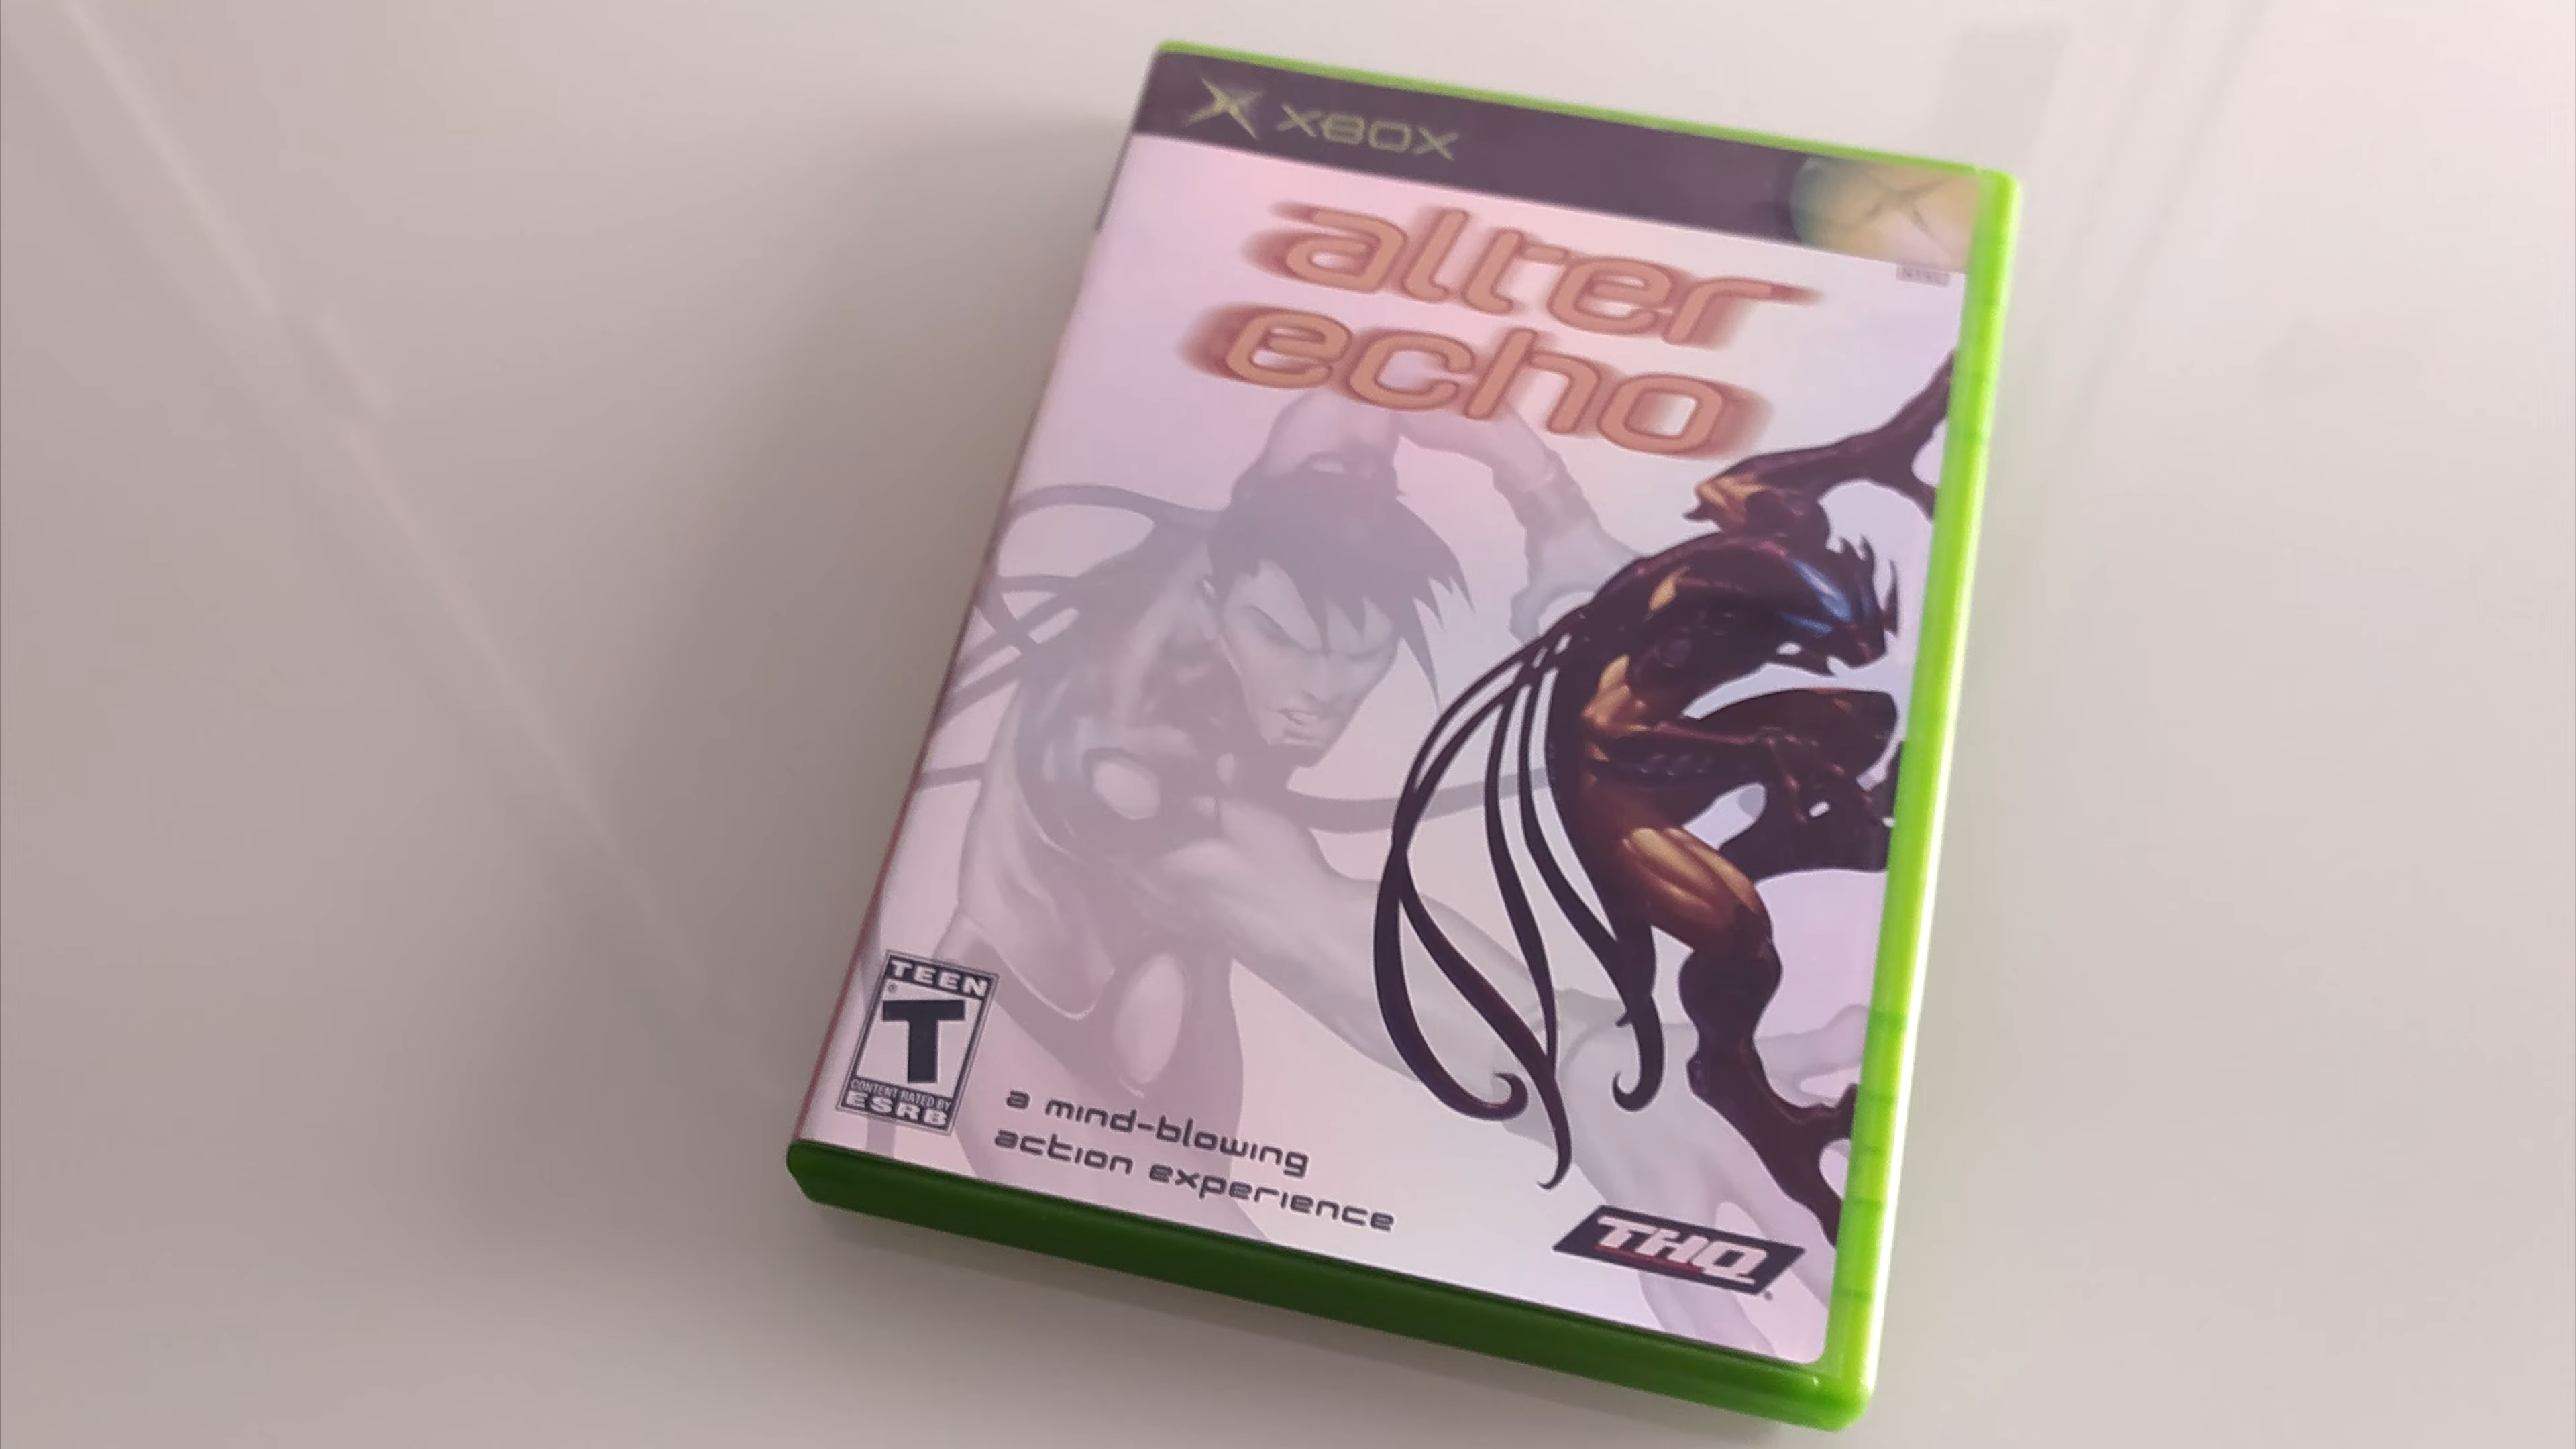 XBOX
alter
echo
TEEN
T
CONTENT RATED BY
ESRB
a mind-blowing
action experience
THQ